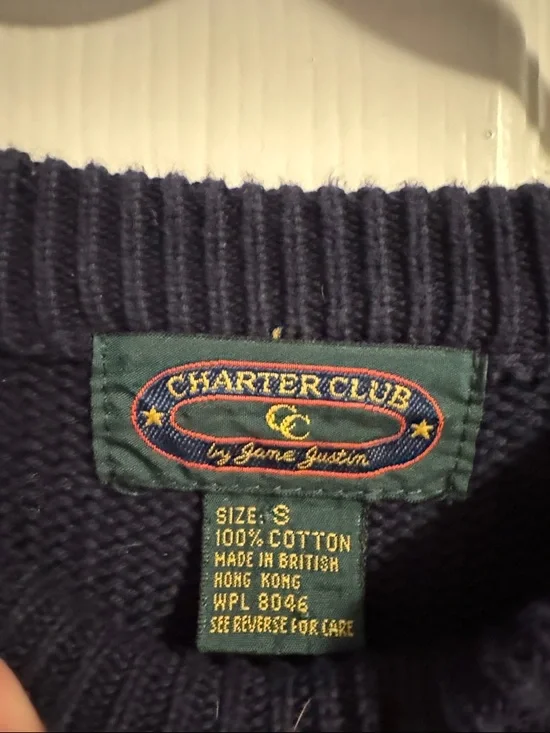 CHARTER CLUB
CC
by Jane Justin
SIZE: S
100% COTTON
MADE IN BRITISH
HONG KONG
WPL 8046
SEE REVERSE FOR CARE